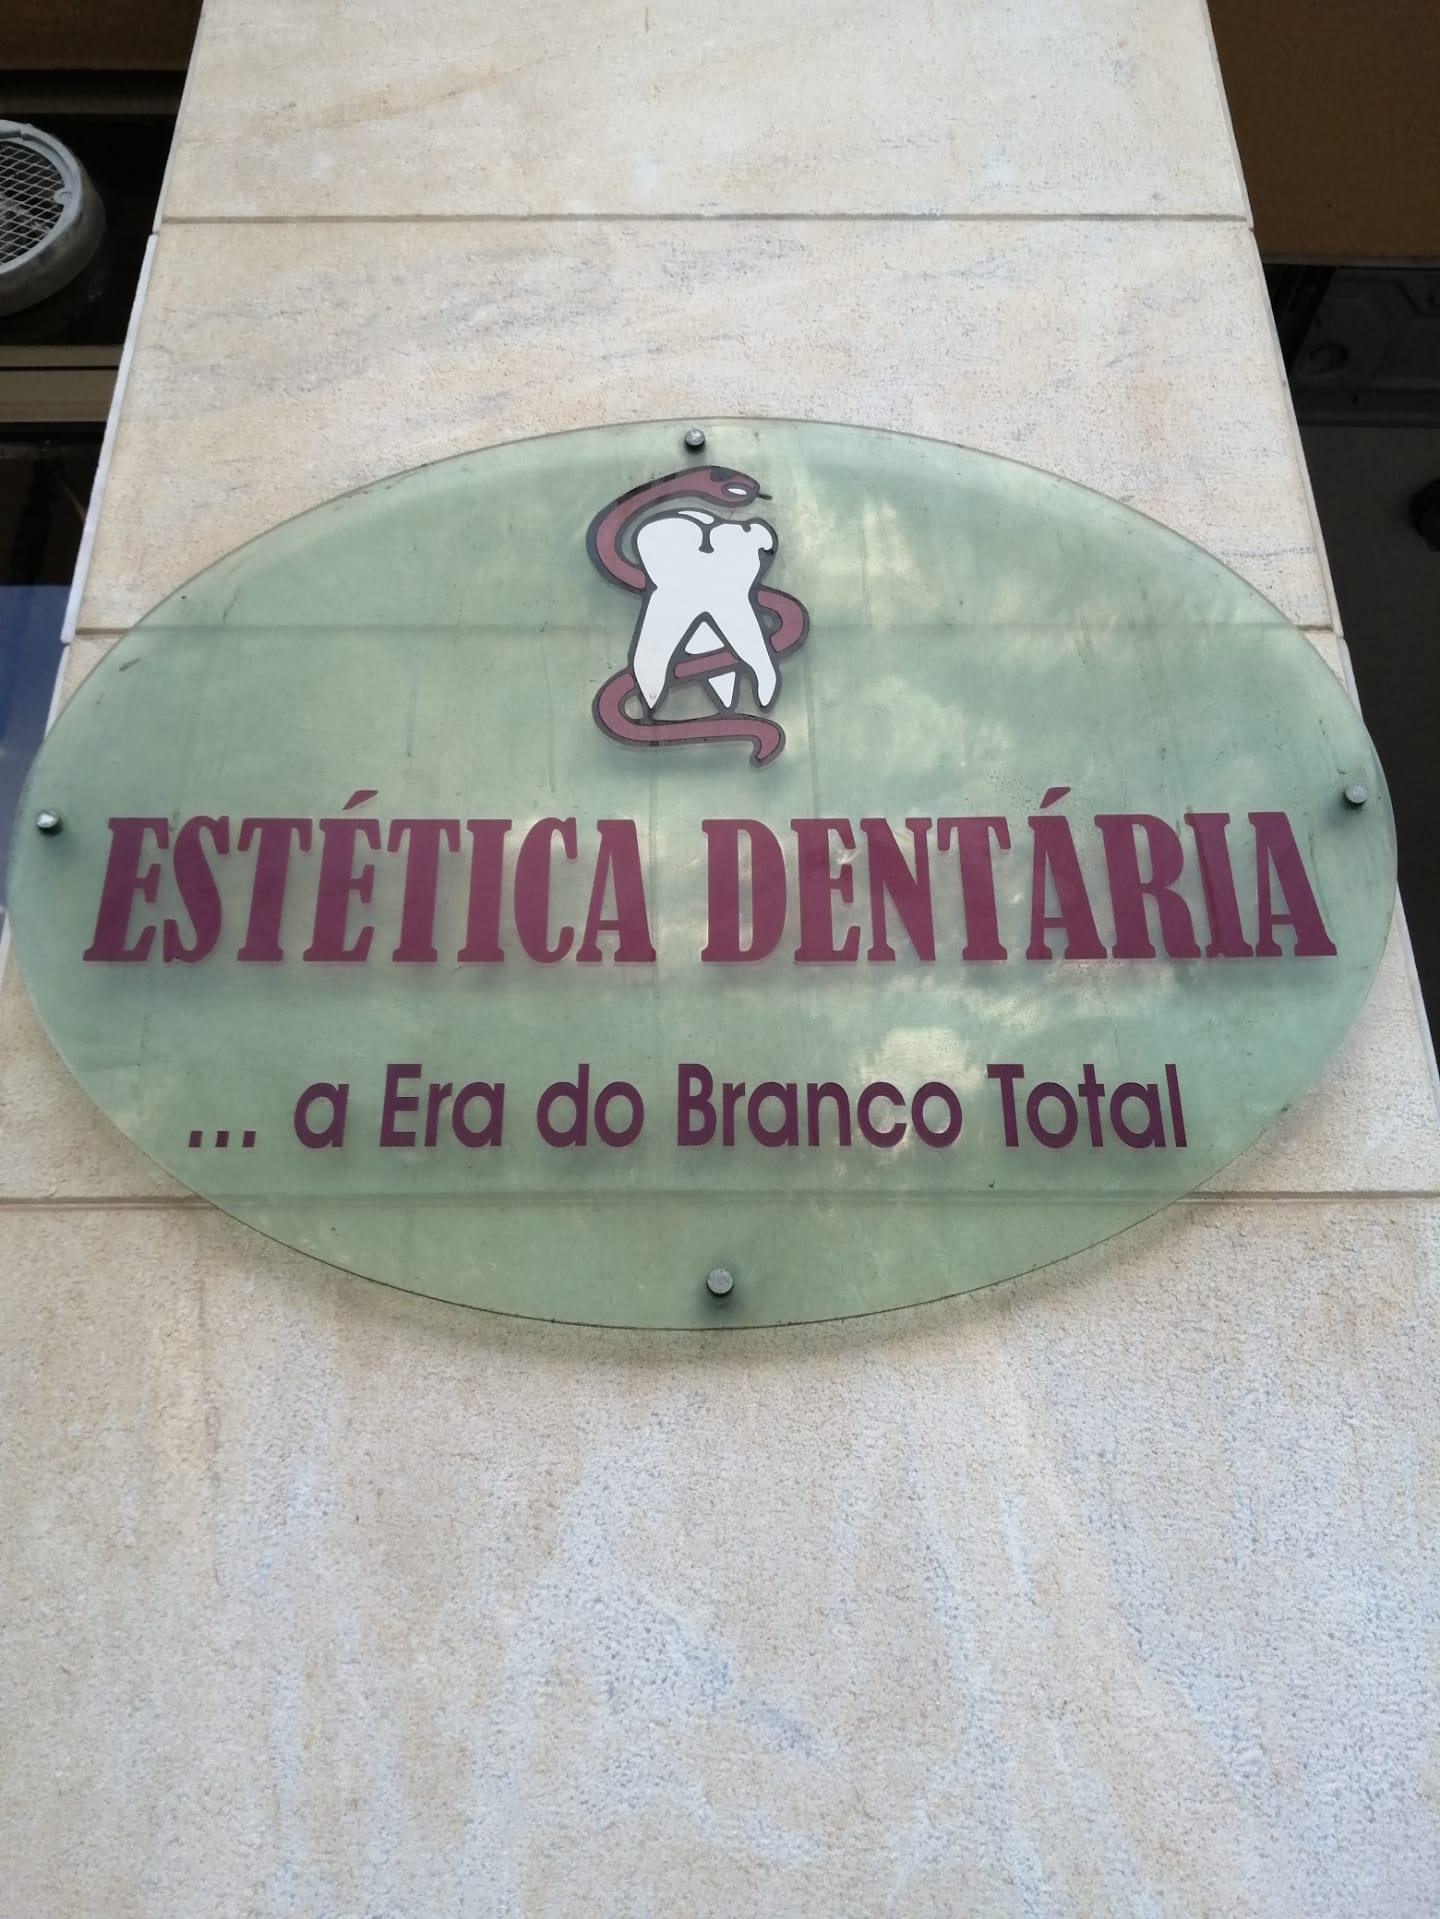 ESTÉTICA DENTÁRIA
... a Era do Branco Total